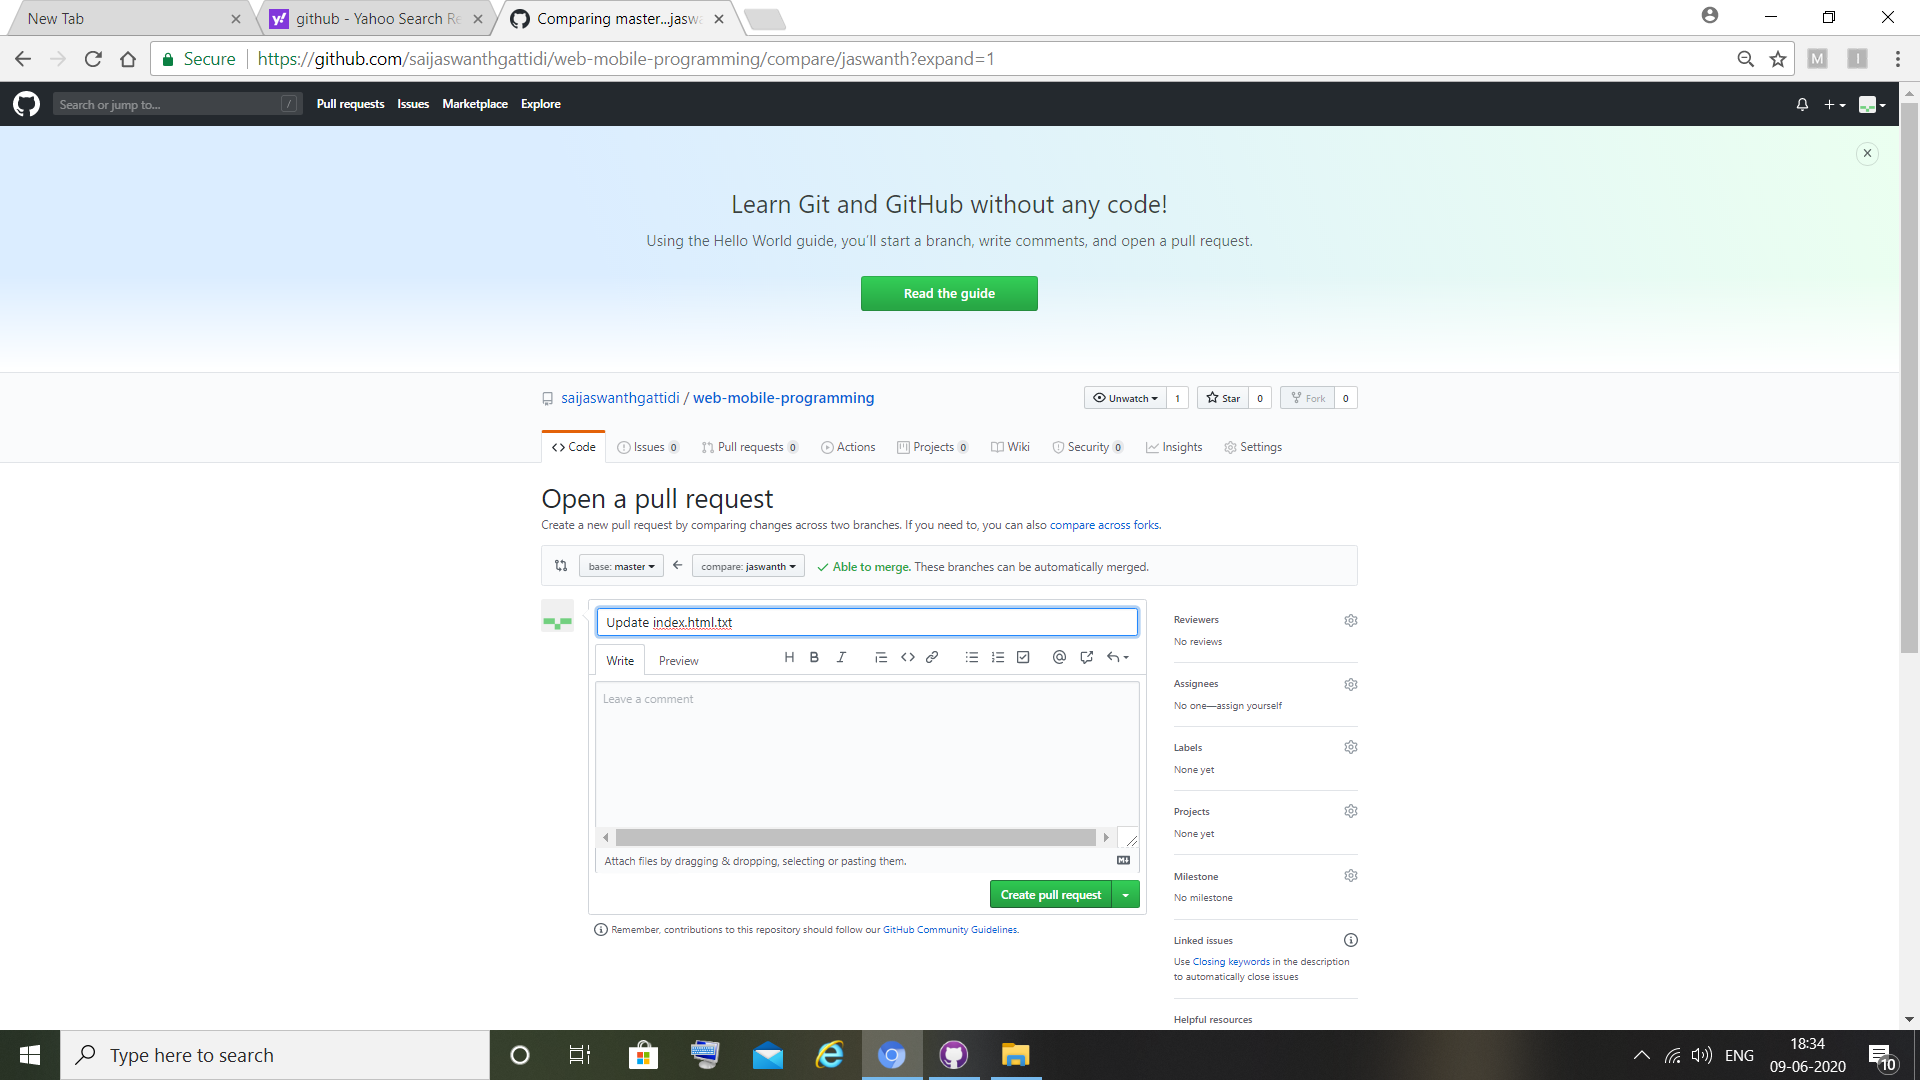 New Tab
github - Yahoo Search Re
Comparing master...jaswa
Secure
https://github.com/saijaswanthgattidi/web-mobile-programming/compare/jaswanth?expand=1
M
I
Search or jump to...
/
Pull requests
Issues
Marketplace
Explore
Learn Git and GitHub without any code!
Using the Hello World guide, you'll start a branch, write comments, and open a pull request.
Read the guide
saijaswanthgattidi / web-mobile-programming
Unwatch 1
Star 0
Fork 0
Code
Issues 0
Pull requests 0
Actions
Projects 0
Wiki
Security 0
Insights
Settings
Open a pull request
Create a new pull request by comparing changes across two branches. If you need to, you can also compare across forks.
base: master
compare: jaswanth
Able to merge. These branches can be automatically merged.
Update index.html.txt
Write
Preview
H B I
Leave a comment
Attach files by dragging & dropping, selecting or pasting them.
Create pull request
Remember, contributions to this repository should follow our GitHub Community Guidelines.
Reviewers
No reviews
Assignees
No one—assign yourself
Labels
None yet
Projects
None yet
Milestone
No milestone
Linked issues
Use Closing keywords in the description
to automatically close issues
Helpful resources
Type here to search
ENG
18:34
09-06-2020
10